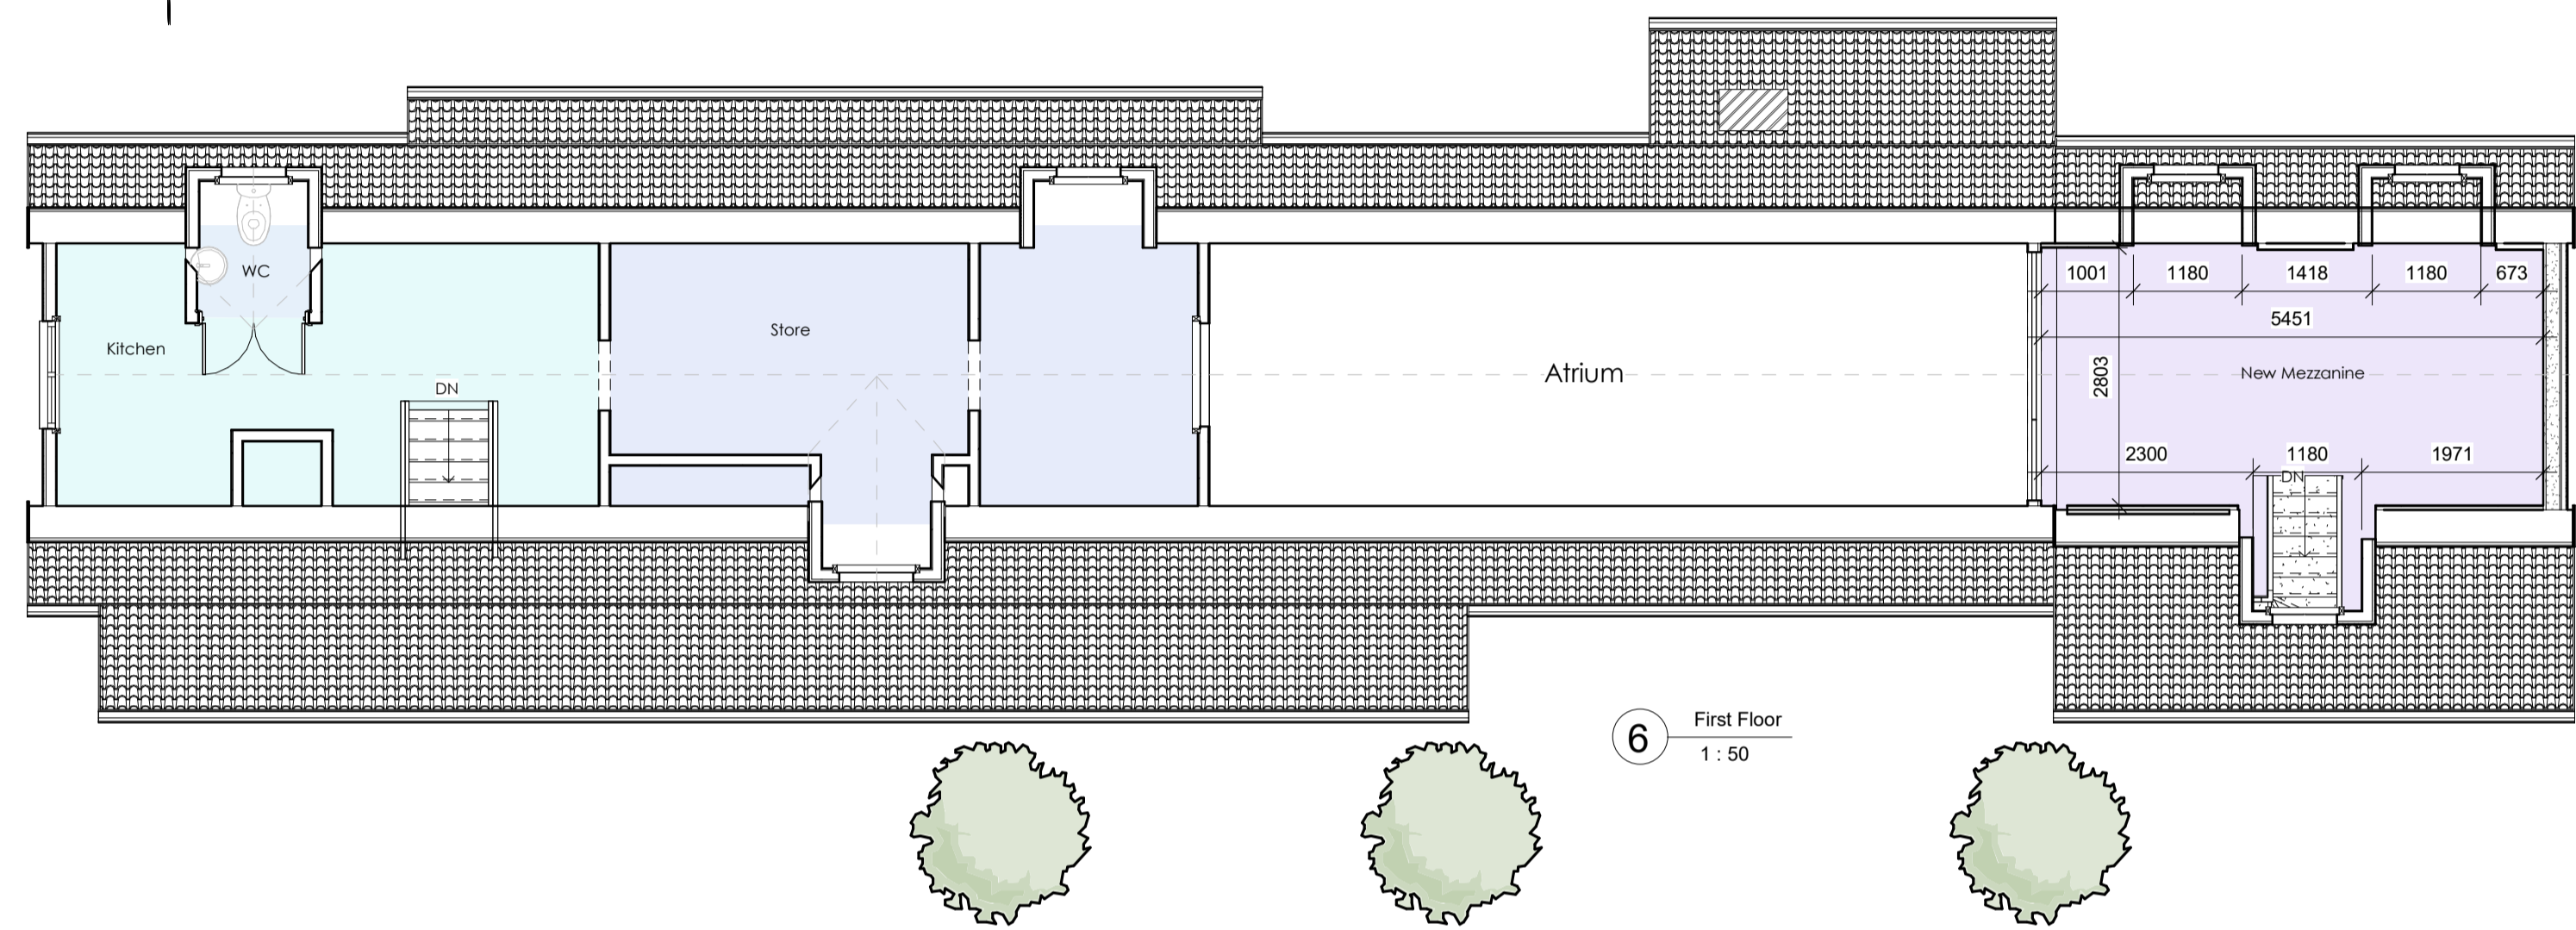 WC
Kitchen
DN
Store
Atrium
1001
1180
1418
1180
673
5451
2803
New Mezzanine
2300
1180
1971
DN
6
First Floor
1 : 50